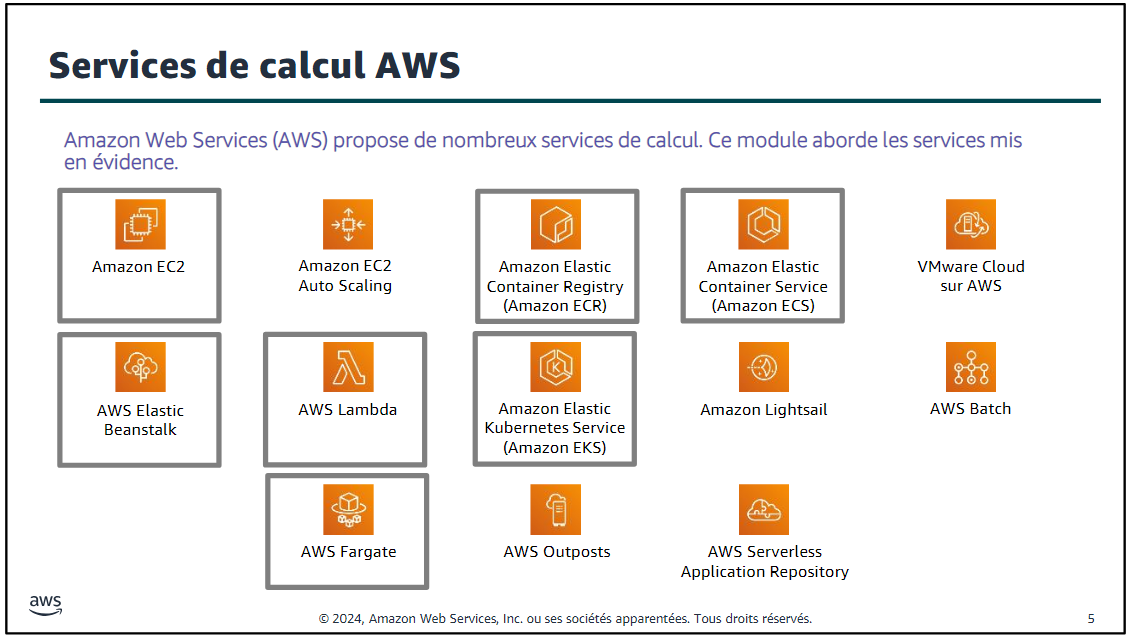 Services de calcul AWS
Amazon Web Services (AWS) propose de nombreux services de calcul. Ce module aborde les services mis
en évidence.
Amazon EC2
Amazon EC2
Auto Scaling
Amazon Elastic
Container Registry
(Amazon ECR)
Amazon Elastic
Container Service
(Amazon ECS)
VMware Cloud
sur AWS
AWS Elastic
Beanstalk
AWS Lambda
K
Amazon Elastic
Kubernetes Service
(Amazon EKS)
Amazon Lightsail
AWS Batch
AWS Fargate
AWS Outposts
AWS Serverless
Application Repository
aws
© 2024, Amazon Web Services, Inc. ou ses sociétés apparentées. Tous droits réservés.
5